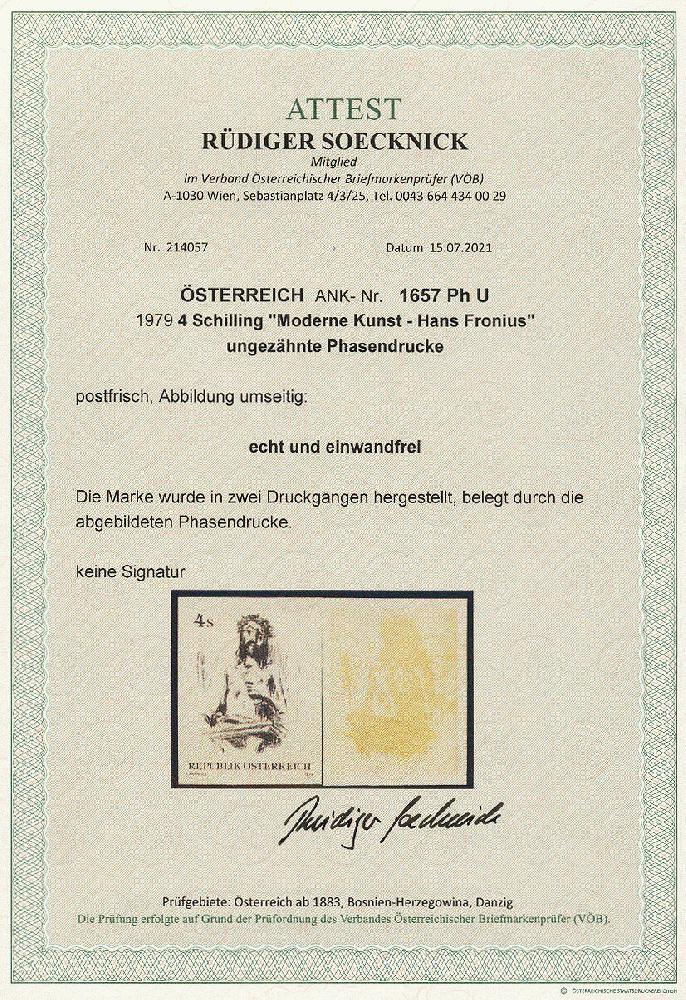 ATTEST
RÜDIGER SOECKNICK
Mitglied
im Verband Österreichischer Briefmarkenprüfer (VÖB)
A-1030 Wien, Sebastianplatz 4/3/25, Tel. 0043 664 434 00 29
Nr. 214057 Datum 15.07.2021
ÖSTERREICH ANK- Nr. 1657 Ph U
1979 4 Schilling "Moderne Kunst - Hans Fronius"
ungezähnte Phasendrucke
postfrisch, Abbildung umseitig:
echt und einwandfrei
Die Marke wurde in zwei Druckgängen hergestellt, belegt durch die
abgebildeten Phasendrucke.
keine Signatur
4s
REPUBLIK ÖSTERREICH
Rüdiger Soecknick
Prüfgebiete: Österreich ab 1883, Bosnien-Herzegowina, Danzig
Die Prüfung erfolgte auf Grund der Prüfordnung des Verbandes Österreichischer Briefmarkenprüfer (VÖB).